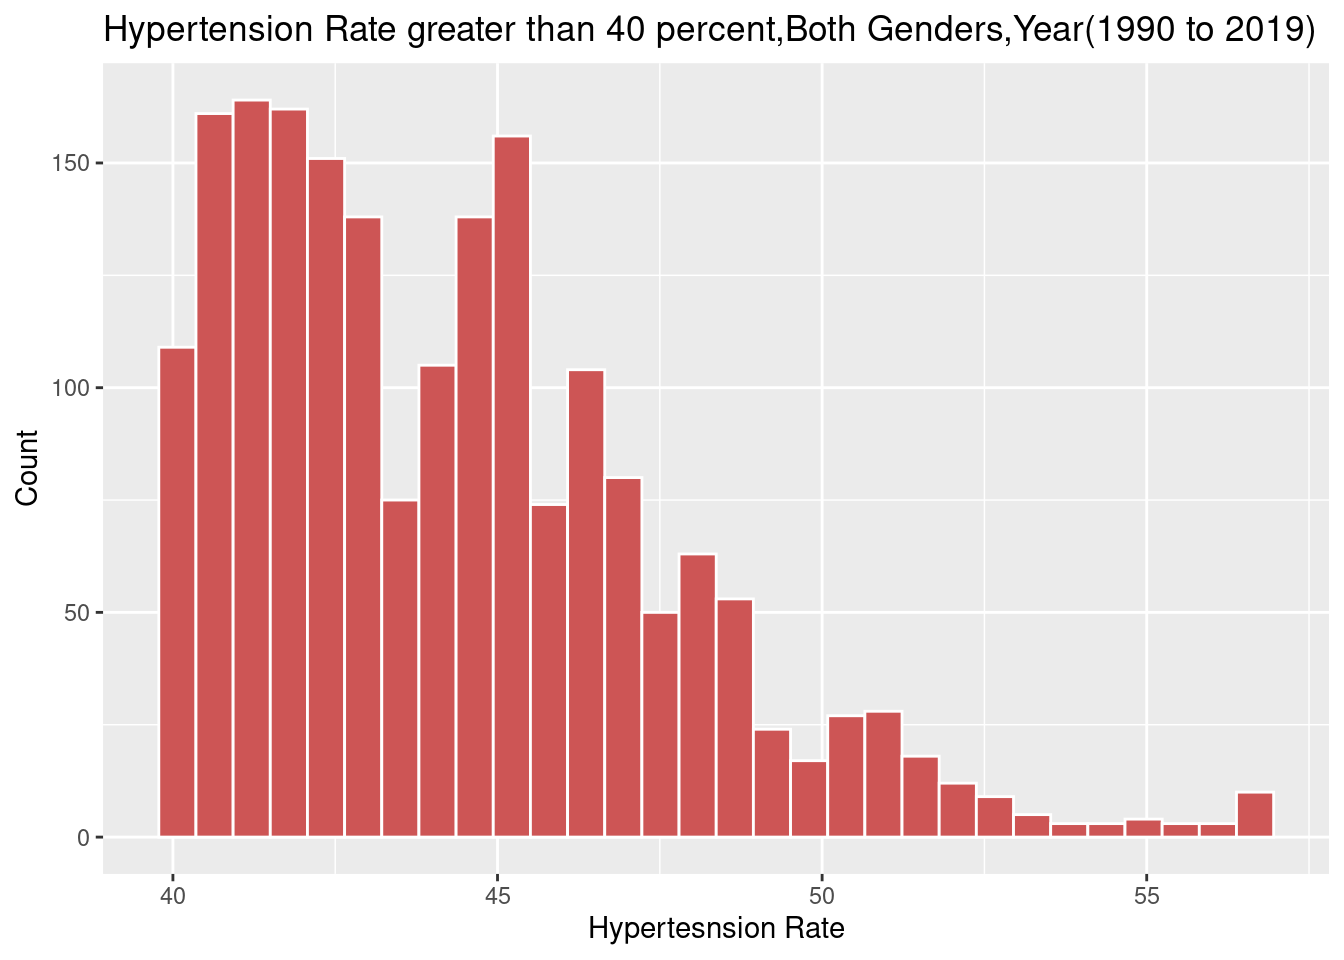 Hypertension Rate greater than 40 percent,Both Genders,Year(1990 to 2019)
150
100
50
0
Count
40 45 50 55
Hypertesnsion Rate